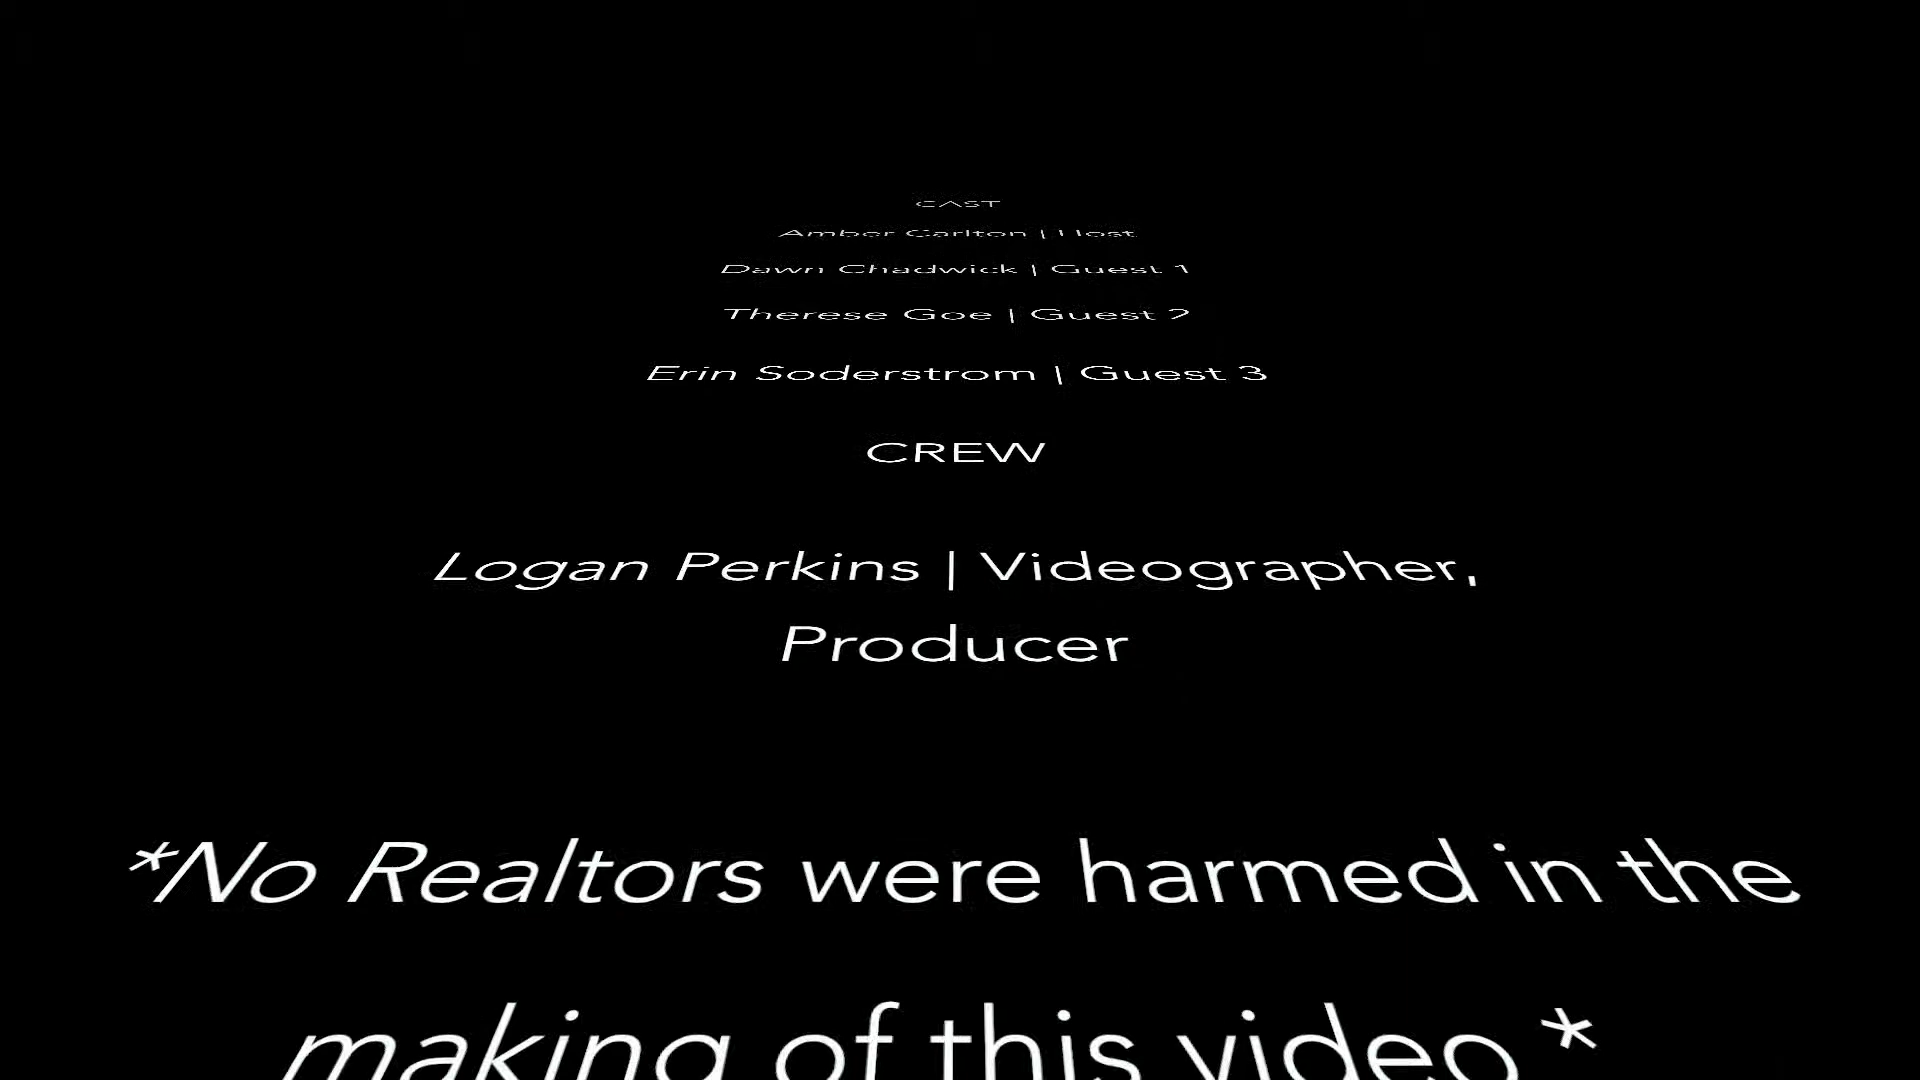 CAST
Amber Carlton | Host
Dawn Chadwick | Guest 1
Therese Goe | Guest 2
Erin Soderstrom | Guest 3
CREW
Logan Perkins | Videographer,
Producer
*No Realtors were harmed in the
making of this video.*